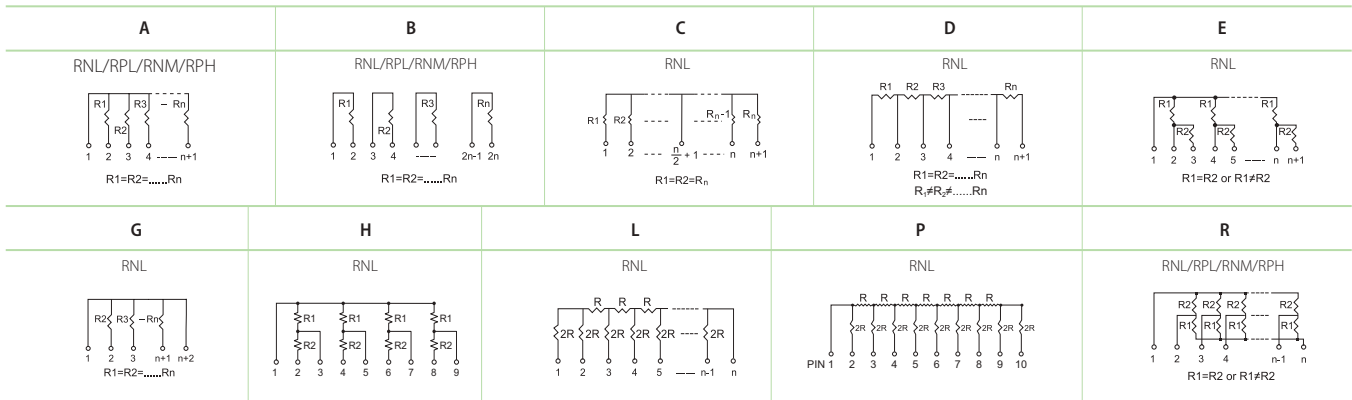 A
RNL/RPL/RNM/RPH
R1 R3 – Rn
R2
1 2 3 4 ---- n+1
R1=R2=......Rn
B
RNL/RPL/RNM/RPH
R1 R3 Rn
R2
1 2 3 4 ---- 2n-1 2n
C
RNL
R1 R2 ---- ---- Rn-1 Rn
1 2 ---- n/2 + 1 ---- n n+1
R1=R2=Rn
D
RNL
R1 R2 R3 Rn
----
1 2 3 4 ---- n n+1
R1=R2=......Rn
R1≠R2≠......Rn
E
RNL
R1 R1 R1
R2 R2 R2
1 2 3 4 5 ---- n n+1
R1=R2 or R1≠R2
G
RNL
R2 R3 –Rn
1 2 3 n+1 n+2
R1=R2=......Rn
H
RNL
R1 R1 R1 R1
R2 R2 R2 R2
1 2 3 4 5 6 7 8 9
L
RNL
R R R
2R 2R 2R 2R 2R ---- 2R
1 2 3 4 5 ---- n-1 n
P
RNL
R R R R R R R
2R 2R 2R 2R 2R 2R 2R 2R 2R
PIN 1 2 3 4 5 6 7 8 9 10
R
RNL/RPL/RNM/RPH
R2 R2 R2 R2
R1 R1 R1 R1
1 2 3 4 n-1 n
R1=R2 or R1≠R2